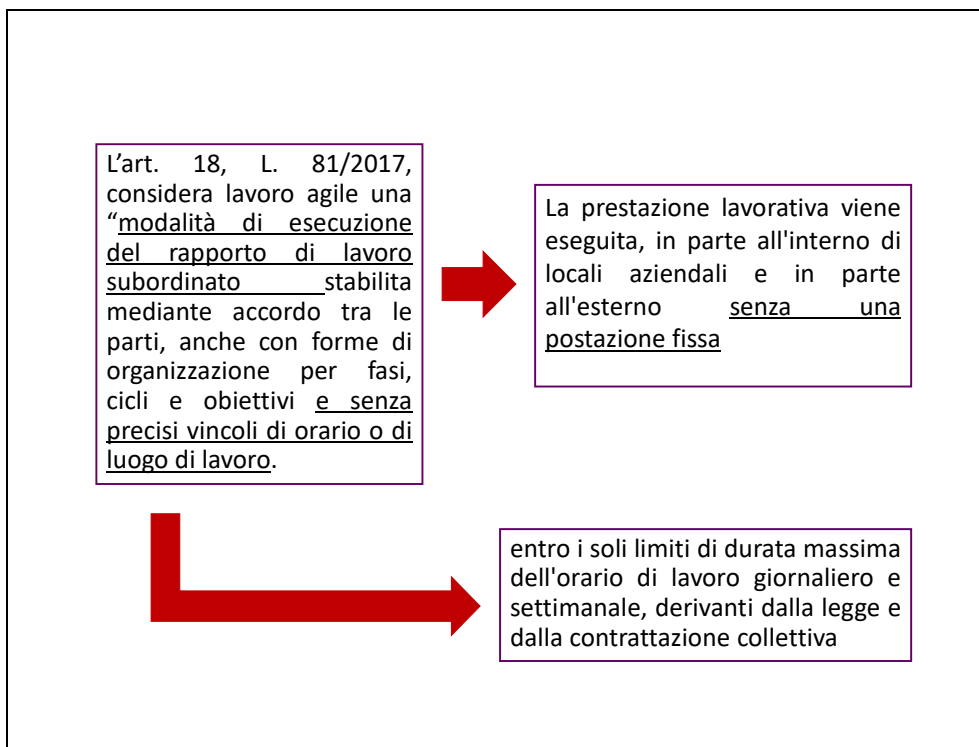 L’art. 18, L. 81/2017,
considera lavoro agile una
“modalità di esecuzione
del rapporto di lavoro
subordinato stabilita
mediante accordo tra le
parti, anche con forme di
organizzazione per fasi,
cicli e obiettivi e senza
precisi vincoli di orario o di
luogo di lavoro.
La prestazione lavorativa viene
eseguita, in parte all'interno di
locali aziendali e in parte
all'esterno senza una
postazione fissa
entro i soli limiti di durata massima
dell'orario di lavoro giornaliero e
settimanale, derivanti dalla legge e
dalla contrattazione collettiva